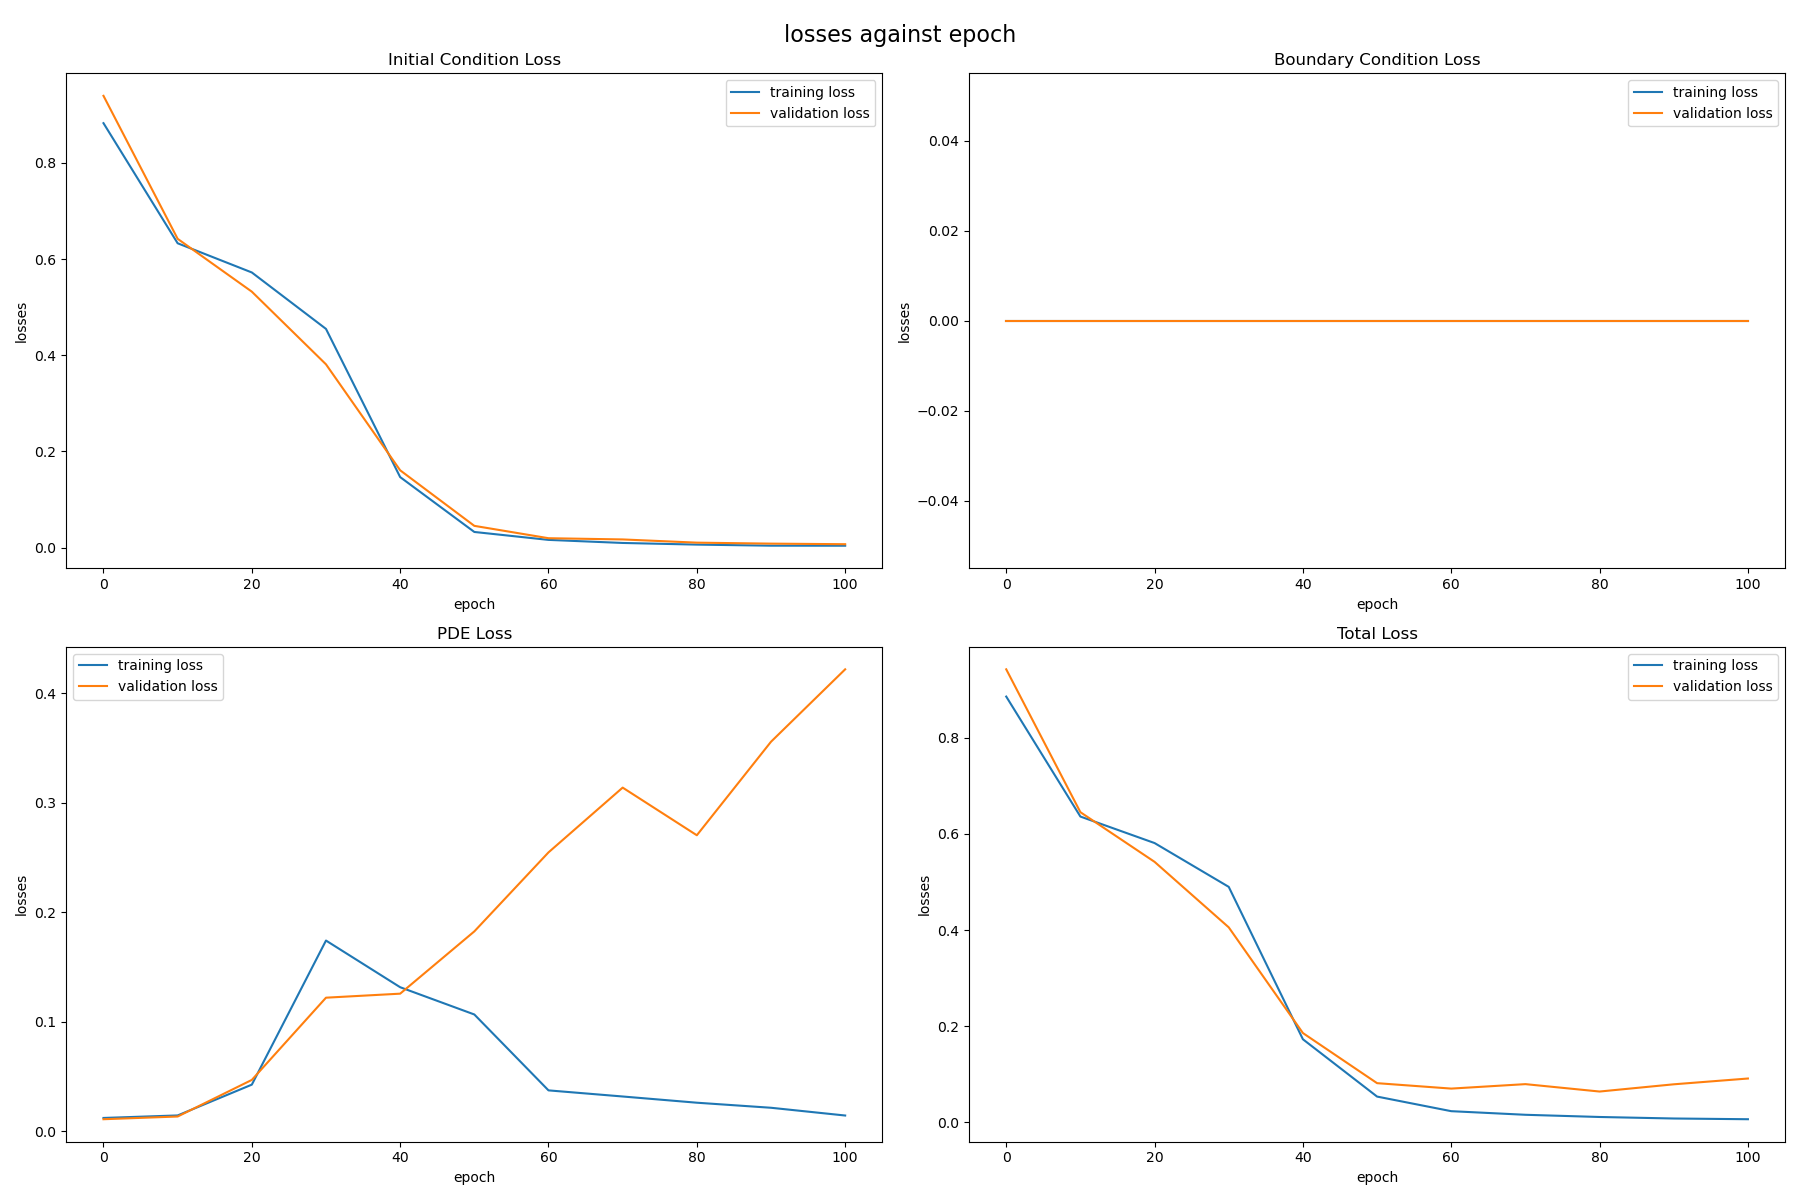 losses against epoch
Initial Condition Loss
training loss
validation loss
0.8
0.6
0.4
0.2
0.0
losses
0 20 40 60 80 100
epoch
Boundary Condition Loss
training loss
validation loss
0.04
0.02
0.00
−0.02
−0.04
losses
0 20 40 60 80 100
epoch
PDE Loss
training loss
validation loss
0.4
0.3
0.2
0.1
0.0
losses
0 20 40 60 80 100
epoch
Total Loss
training loss
validation loss
0.8
0.6
0.4
0.2
0.0
losses
0 20 40 60 80 100
epoch